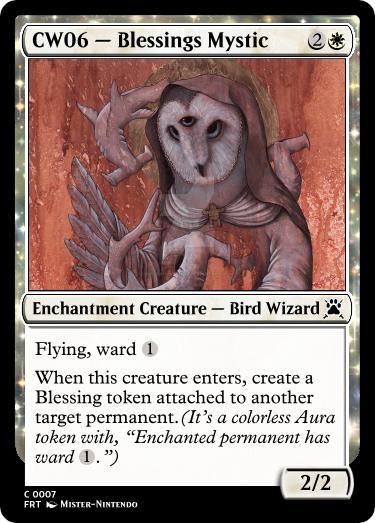 CW06 — Blessings Mystic 2
Enchantment Creature — Bird Wizard
Flying, ward 1
When this creature enters, create a
Blessing token attached to another
target permanent.(It's a colorless Aura
token with, “Enchanted permanent has
ward 1.”)
2/2
C 0007
FRT Mister-Nintendo